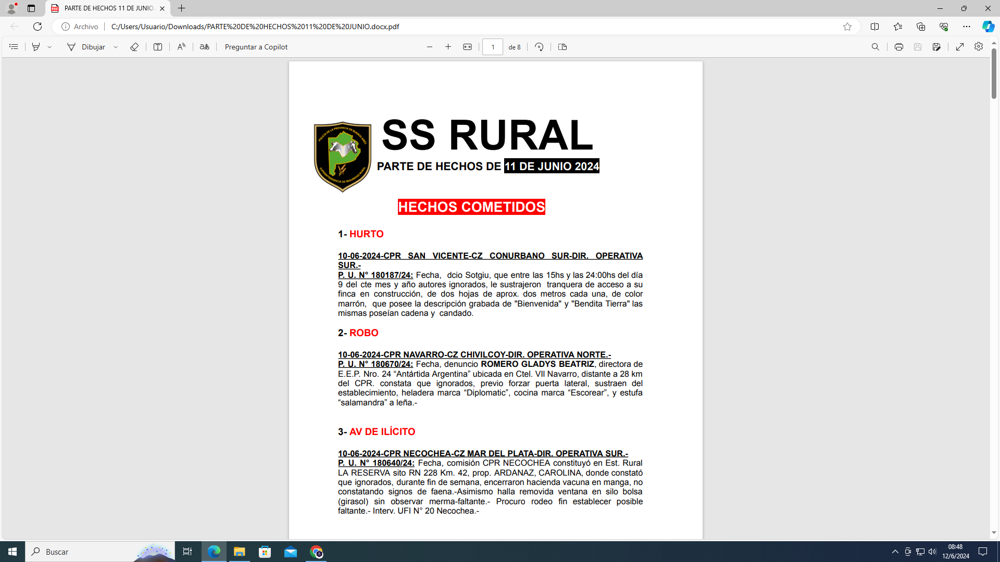 PARTE DE HECHOS 11 DE JUNIO.
Archivo
C:/Users/Usuario/Downloads/PARTE%20DE%20HECHOS%2011%20DE%20JUNIO.docx.pdf
Dibujar
Preguntar a Copilot
1
de 8
POLICIA DE LA PROVINCIA DE BUENOS AIRES
SUPERINTENDENCIA DE SEGURIDAD RURAL
SS RURAL
PARTE DE HECHOS DE 11 DE JUNIO 2024
HECHOS COMETIDOS
1- HURTO
10-06-2024-CPR SAN VICENTE-CZ CONURBANO SUR-DIR. OPERATIVA
SUR.-
P. U. N° 180187/24: Fecha, dcio Sotgiu, que entre las 15hs y las 24:00hs del día
9 del cte mes y año autores ignorados, le sustrajeron tranquera de acceso a su
finca en construcción, de dos hojas de aprox. dos metros cada una, de color
marrón, que posee la descripción grabada de "Bienvenida" y "Bendita Tierra" las
mismas poseían cadena y candado.
2- ROBO
10-06-2024-CPR NAVARRO-CZ CHIVILCOY-DIR. OPERATIVA NORTE.-
P. U. N° 180670/24: Fecha, denuncio ROMERO GLADYS BEATRIZ, directora de
E.E.P. Nro. 24 “Antártida Argentina” ubicada en Ctel. VII Navarro, distante a 28 km
del CPR. constata que ignorados, previo forzar puerta lateral, sustraen del
establecimiento, heladera marca “Diplomatic”, cocina marca “Escorear”, y estufa
“salamandra” a leña.-
3- AV DE ILÍCITO
10-06-2024-CPR NECOCHEA-CZ MAR DEL PLATA-DIR. OPERATIVA SUR.-
P. U. N° 180640/24: Fecha, comisión CPR NECOCHEA constituyó en Est. Rural
LA RESERVA sito RN 228 Km. 42, prop. ARDANAZ, CAROLINA, donde constató
que ignorados, durante fin de semana, encerraron hacienda vacuna en manga, no
constatando signos de faena.-Asimismo halla removida ventana en silo bolsa
(girasol) sin observar merma-faltante.- Procuro rodeo fin establecer posible
faltante.- Interv. UFI N° 20 Necochea.-
Buscar
08:48
12/6/2024